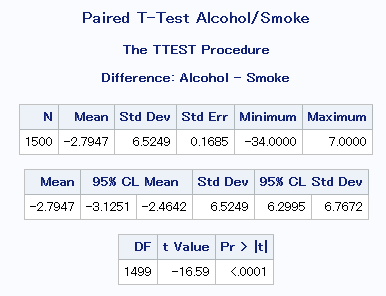 Paired T-Test Alcohol/Smoke
The TTEST Procedure
Difference: Alcohol - Smoke
N Mean Std Dev Std Err Minimum Maximum
1500 -2.7947 6.5249 0.1685 -34.0000 7.0000
Mean 95% CL Mean Std Dev 95% CL Std Dev
-2.7947 -3.1251 -2.4642 6.5249 6.2995 6.7672
DF t Value Pr > |t|
1499 -16.59 <.0001